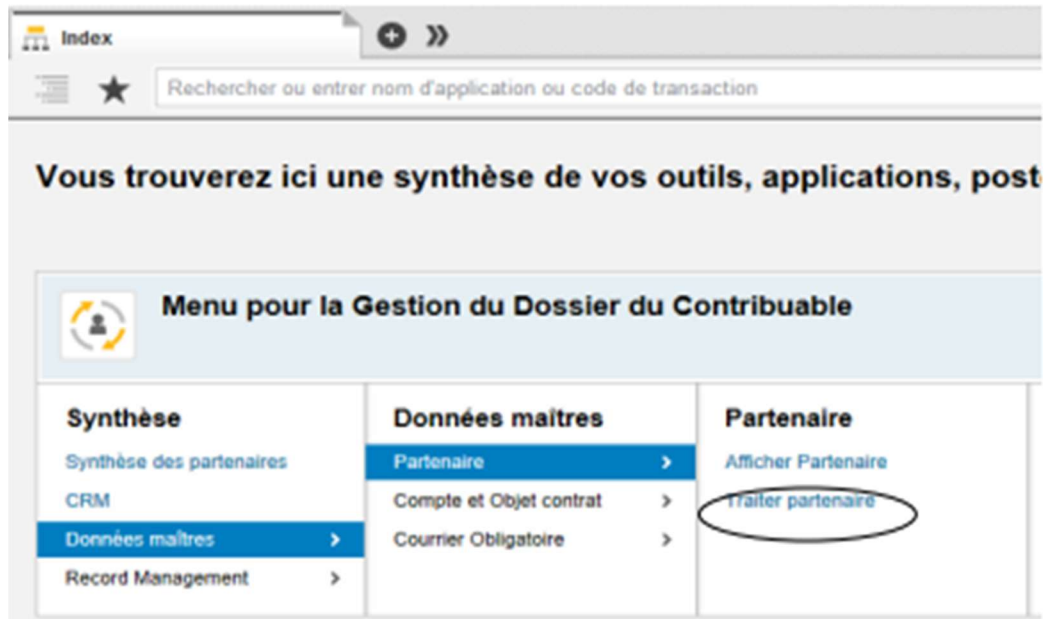 Index
Rechercher ou entrer nom d'application ou code de transaction
Vous trouverez ici une synthèse de vos outils, applications, post
Menu pour la Gestion du Dossier du Contribuable
Synthèse
Synthèse des partenaires
CRM
Données maîtres
Record Management
Données maîtres
Partenaire
Compte et Objet contrat
Courrier Obligatoire
Partenaire
Afficher Partenaire
Traiter partenaire